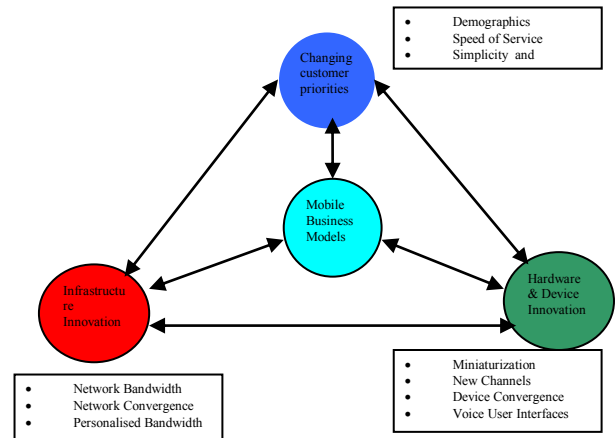 • Demographics
• Speed of Service
• Simplicity and
Changing
customer
priorities
Mobile
Business
Models
Infrastructu
re
Innovation
Hardware
& Device
Innovation
• Network Bandwidth
• Network Convergence
• Personalised Bandwidth
• Miniaturization
• New Channels
• Device Convergence
• Voice User Interfaces